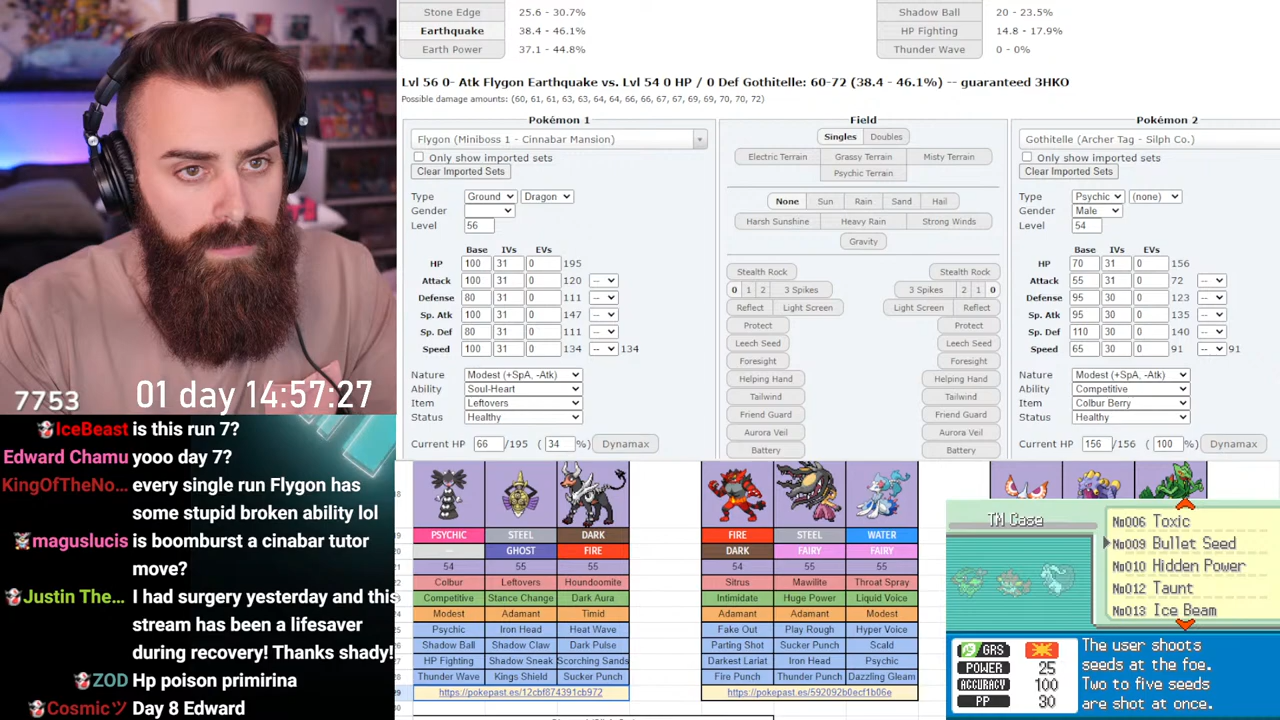 Stone Edge 25.6 - 30.7%
Shadow Ball 20 - 23.5%
Earthquake 38.4 - 46.1%
HP Fighting 14.8 - 17.9%
Earth Power 37.1 - 44.8%
Thunder Wave 0 - 0%
Lvl 56 0- Atk Flygon Earthquake vs. Lvl 54 0 HP / 0 Def Gothitelle: 60-72 (38.4 - 46.1%) -- guaranteed 3HKO
Possible damage amounts: (60, 61, 61, 63, 63, 64, 64, 66, 66, 67, 67, 69, 69, 70, 70, 72)
Pokémon 1
Flygon (Miniboss 1 - Cinnabar Mansion)
Only show imported sets
Clear Imported Sets
Type Ground Dragon
Gender
Level 56
Base IVs EVs
HP 100 31 0 195
Attack 100 31 0 120 --
Defense 80 31 0 111 --
Sp. Atk 100 31 0 147 --
Sp. Def 80 31 0 111 --
Speed 100 31 0 134 -- 134
Nature Modest (+SpA, -Atk)
Ability Soul-Heart
Item Leftovers
Status Healthy
Current HP 66 /195 ( 34 %) Dynamax
Field
Singles Doubles
Electric Terrain Grassy Terrain Misty Terrain
Psychic Terrain
None Sun Rain Sand Hail
Harsh Sunshine Heavy Rain Strong Winds
Gravity
Stealth Rock Stealth Rock
0 1 2 3 Spikes 3 Spikes 2 1 0
Reflect Light Screen Light Screen Reflect
Protect Protect
Leech Seed Leech Seed
Foresight Foresight
Helping Hand Helping Hand
Tailwind Tailwind
Friend Guard Friend Guard
Aurora Veil Aurora Veil
Battery Battery
Pokémon 2
Gothitelle (Archer Tag - Silph Co.)
Only show imported sets
Clear Imported Sets
Type Psychic (none)
Gender Male
Level 54
Base IVs EVs
HP 70 31 0 156
Attack 55 31 0 72 --
Defense 95 30 0 123 --
Sp. Atk 95 30 0 135 --
Sp. Def 110 30 0 140 --
Speed 65 30 0 91 -- 91
Nature Modest (+SpA, -Atk)
Ability Competitive
Item Colbur Berry
Status Healthy
Current HP 156 /156 ( 100 %) Dynamax
7753 01 day 14:57:27
IceBeast is this run 7?
Edward Chamu yooo day 7?
KingOfTheNo... every single run Flygon has
some stupid broken ability lol
maguslucis is boomburst a cinabar tutor
move?
Justin The... I had surgery yesterday and this
stream has been a lifesaver
during recovery! Thanks shady!
ZOD Hp poison primirina
Cosmicツ Day 8 Edward
PSYCHIC STEEL DARK FIRE STEEL WATER
— GHOST FIRE DARK FAIRY FAIRY
54 55 55 54 55 55
Colbur Leftovers Houndoomite Sitrus Mawilite Throat Spray
Competitive Stance Change Dark Aura Intimidate Huge Power Liquid Voice
Modest Adamant Timid Adamant Adamant Modest
Psychic Iron Head Heat Wave Fake Out Play Rough Hyper Voice
Shadow Ball Shadow Claw Dark Pulse Parting Shot Sucker Punch Scald
HP Fighting Shadow Sneak Scorching Sands Darkest Lariat Iron Head Psychic
Thunder Wave Kings Shield Sucker Punch Fire Punch Thunder Punch Dazzling Gleam
https://pokepast.es/12cbf874391cb972 https://pokepast.es/592092b0ecf1b06e
TM Case
No006 Toxic
No009 Bullet Seed
No010 Hidden Power
No012 Taunt
No013 Ice Beam
GRS
POWER 25
ACCURACY 100
PP 30
The user shoots
seeds at the foe.
Two to five seeds
are shot at once.